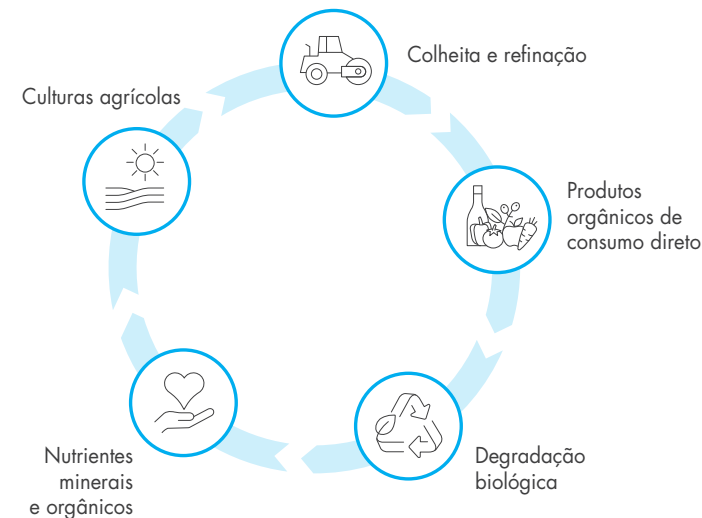 Colheita e refinação
Culturas agrícolas
Produtos
orgânicos de
consumo direto
Degradação
biológica
Nutrientes
minerais
e orgânicos